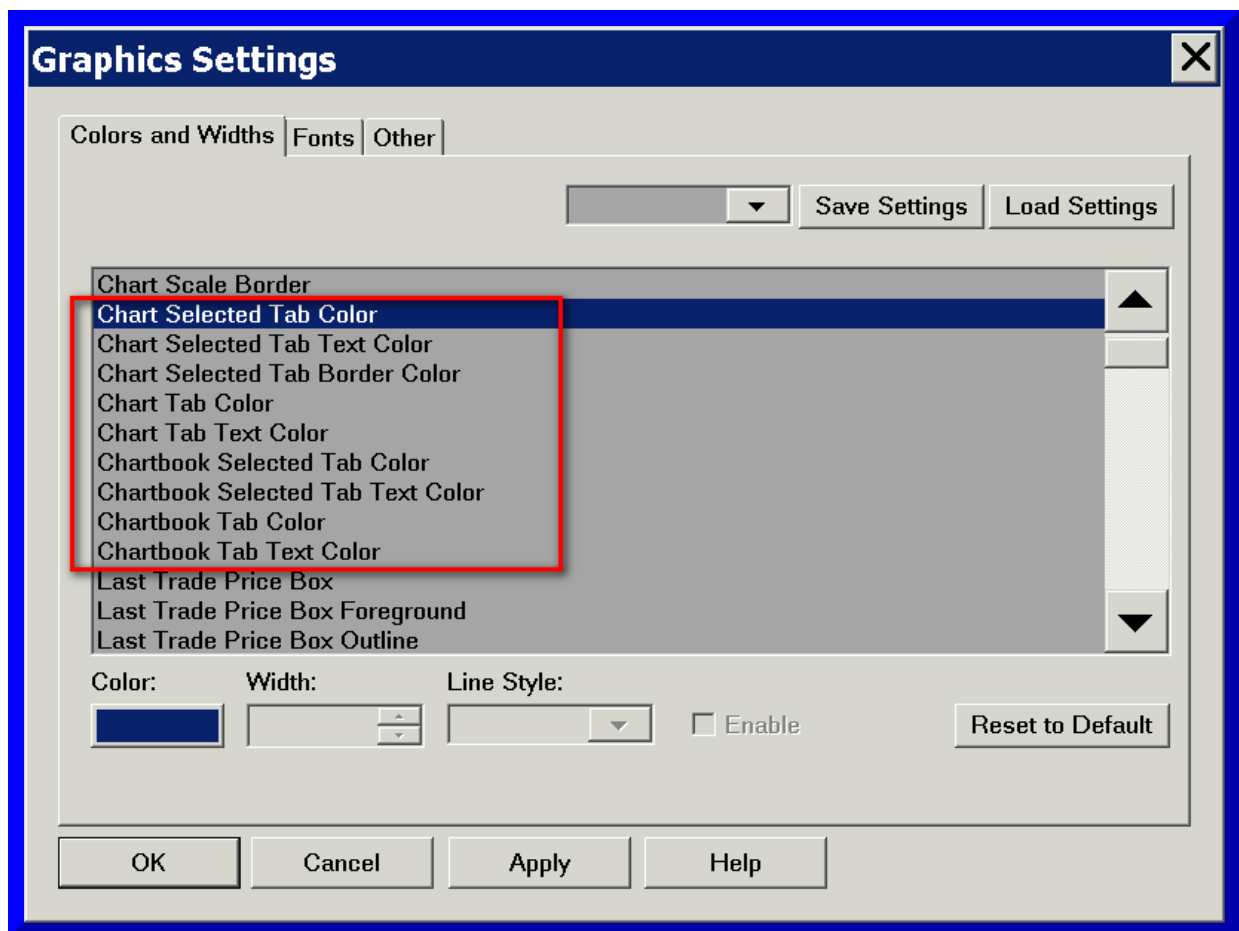 Graphics Settings
Colors and Widths Fonts Other
Save Settings Load Settings
Chart Scale Border
Chart Selected Tab Color
Chart Selected Tab Text Color
Chart Selected Tab Border Color
Chart Tab Color
Chart Tab Text Color
Chartbook Selected Tab Color
Chartbook Selected Tab Text Color
Chartbook Tab Color
Chartbook Tab Text Color
Last Trade Price Box
Last Trade Price Box Foreground
Last Trade Price Box Outline
Color: Width: Line Style:
Enable Reset to Default
OK Cancel Apply Help